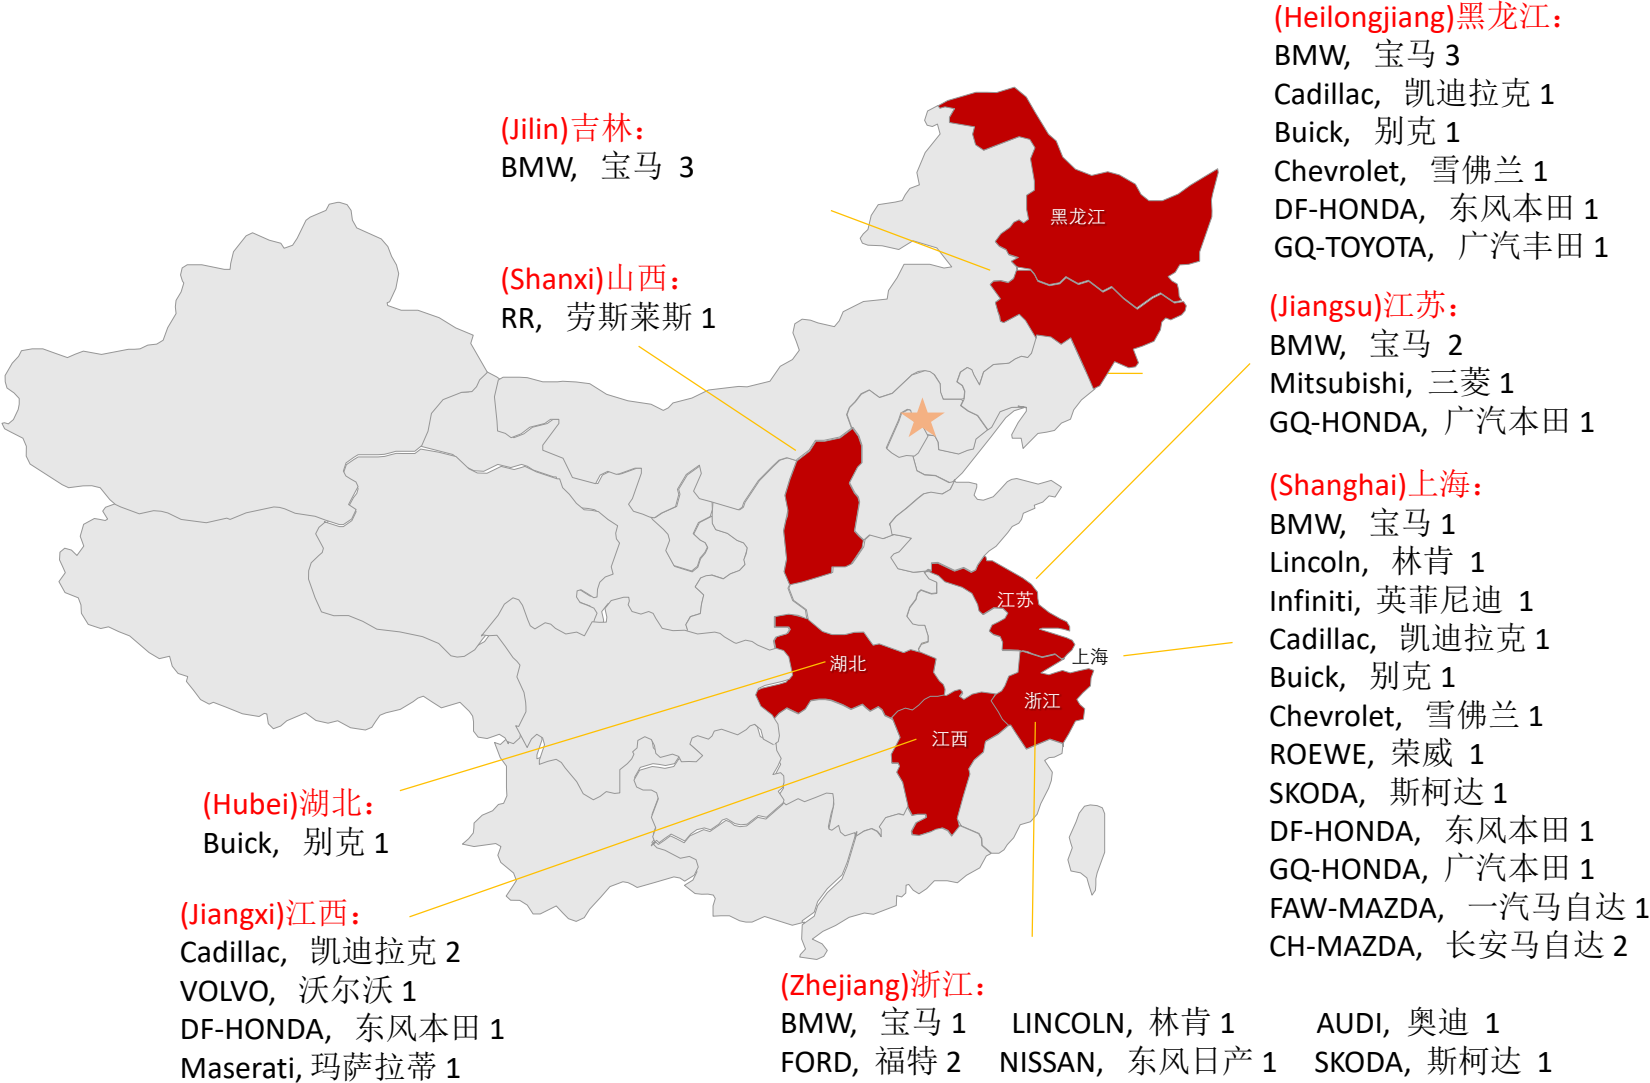 (Heilongjiang)黑龙江：
BMW, 宝马 3
Cadillac, 凯迪拉克 1
Buick, 别克 1
Chevrolet, 雪佛兰 1
DF-HONDA, 东风本田 1
GQ-TOYOTA, 广汽丰田 1
(Jilin)吉林：
BMW, 宝马 3
(Shanxi)山西：
RR, 劳斯莱斯 1
(Jiangsu)江苏：
BMW, 宝马 2
Mitsubishi, 三菱 1
GQ-HONDA, 广汽本田 1
(Shanghai)上海：
BMW, 宝马 1
Lincoln, 林肯 1
Infiniti, 英菲尼迪 1
Cadillac, 凯迪拉克 1
Buick, 别克 1
Chevrolet, 雪佛兰 1
ROEWE, 荣威 1
SKODA, 斯柯达 1
DF-HONDA, 东风本田 1
GQ-HONDA, 广汽本田 1
FAW-MAZDA, 一汽马自达 1
CH-MAZDA, 长安马自达 2
黑龙江
江苏
上海
湖北
浙江
江西
(Hubei)湖北：
Buick, 别克 1
(Jiangxi)江西：
Cadillac, 凯迪拉克 2
VOLVO, 沃尔沃 1
DF-HONDA, 东风本田 1
Maserati, 玛萨拉蒂 1
(Zhejiang)浙江：
BMW, 宝马 1 LINCOLN, 林肯 1 AUDI, 奥迪 1
FORD, 福特 2 NISSAN, 东风日产 1 SKODA, 斯柯达 1